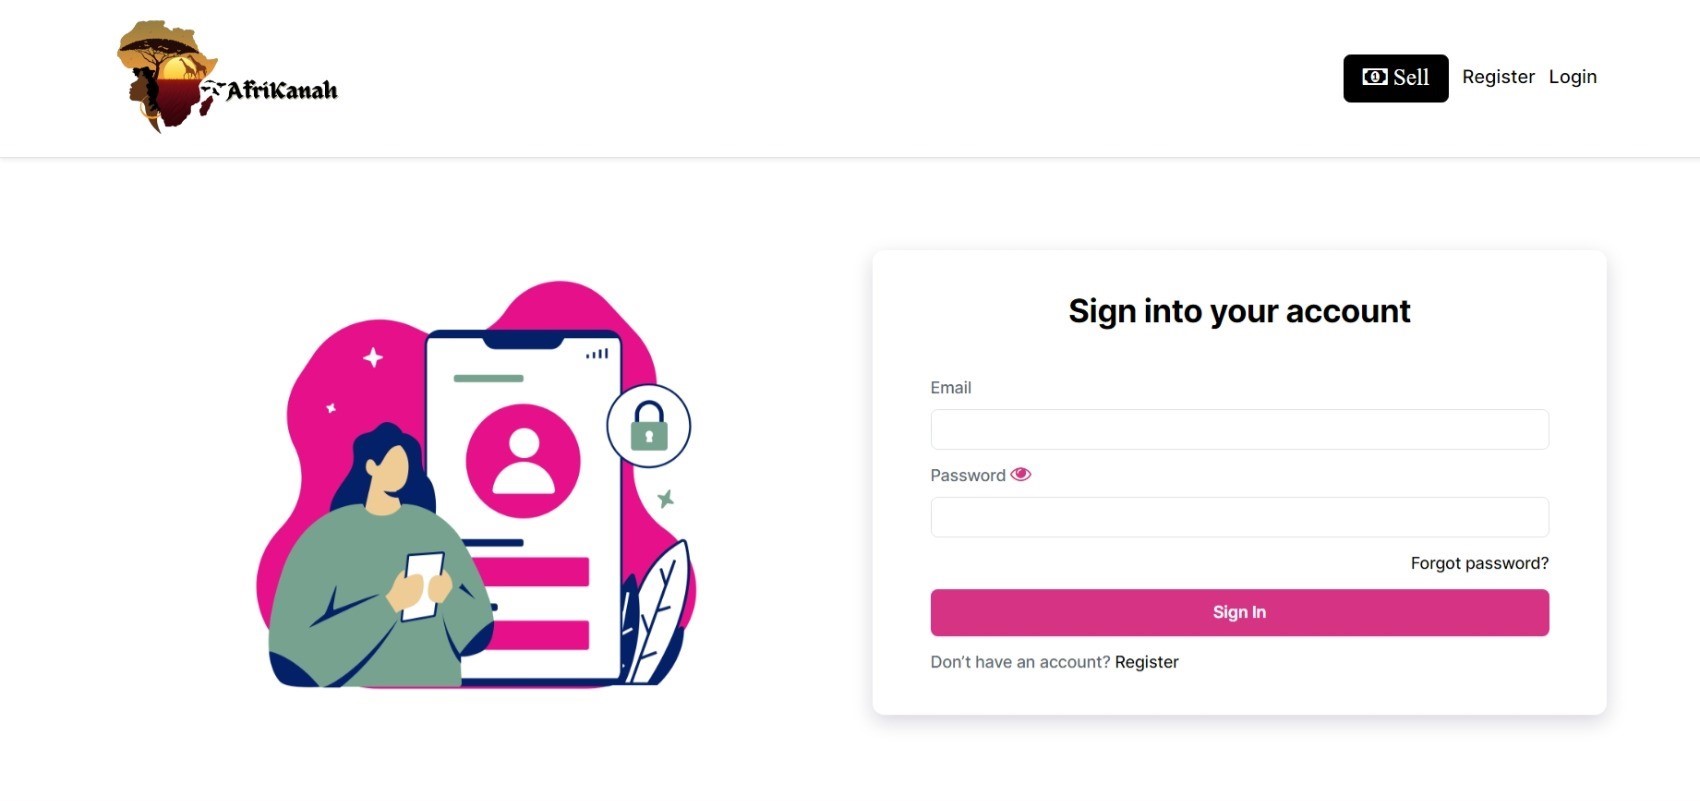 AfriKanah
Sell
Register
Login
Sign into your account
Email
Password
Forgot password?
Sign In
Don’t have an account? Register